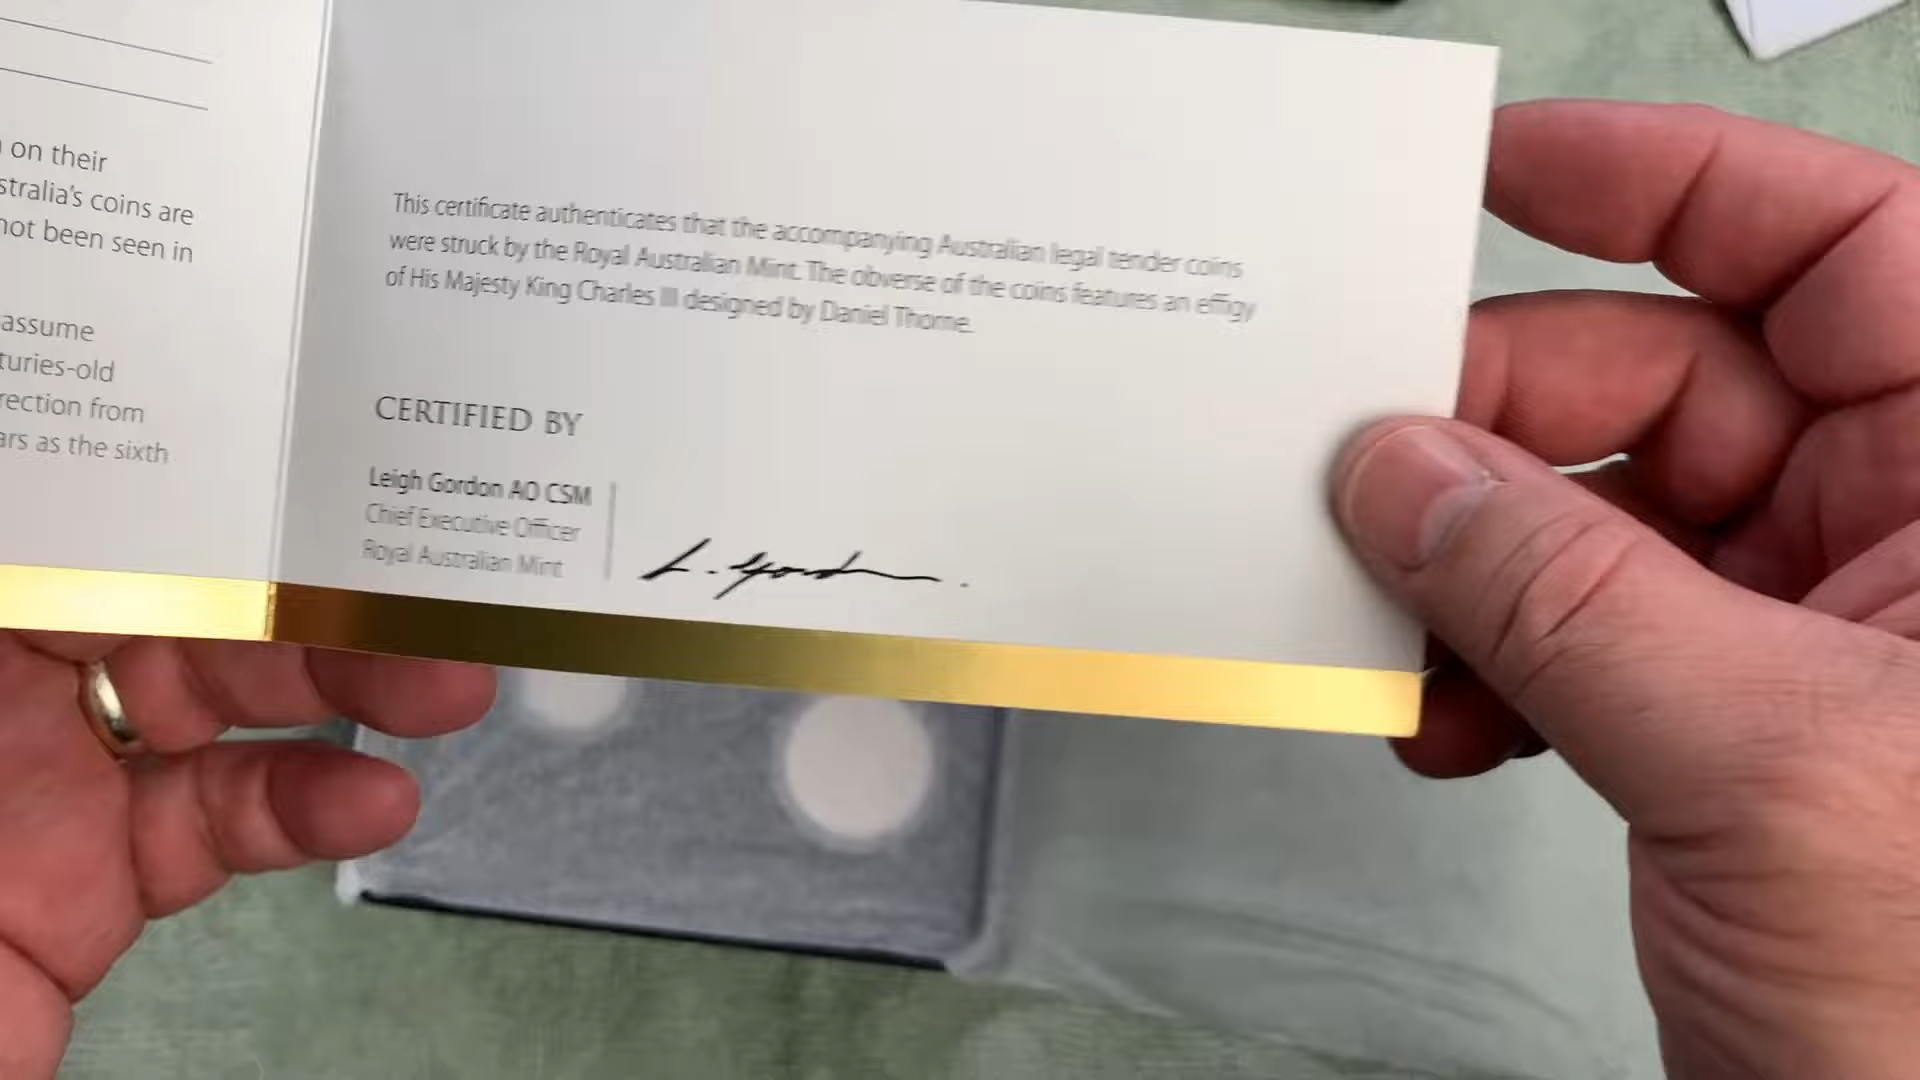 on their
stralia's coins are
not been seen in
assume
turies-old
rection from
ars as the sixth
This certificate authenticates that the accompanying Australian legal tender coins
were struck by the Royal Australian Mint. The obverse of the coins features an effigy
of His Majesty King Charles III designed by Daniel Thorne.
CERTIFIED BY
Leigh Gordon AO CSM
Chief Executive Officer
Royal Australian Mint
L. Gordon.